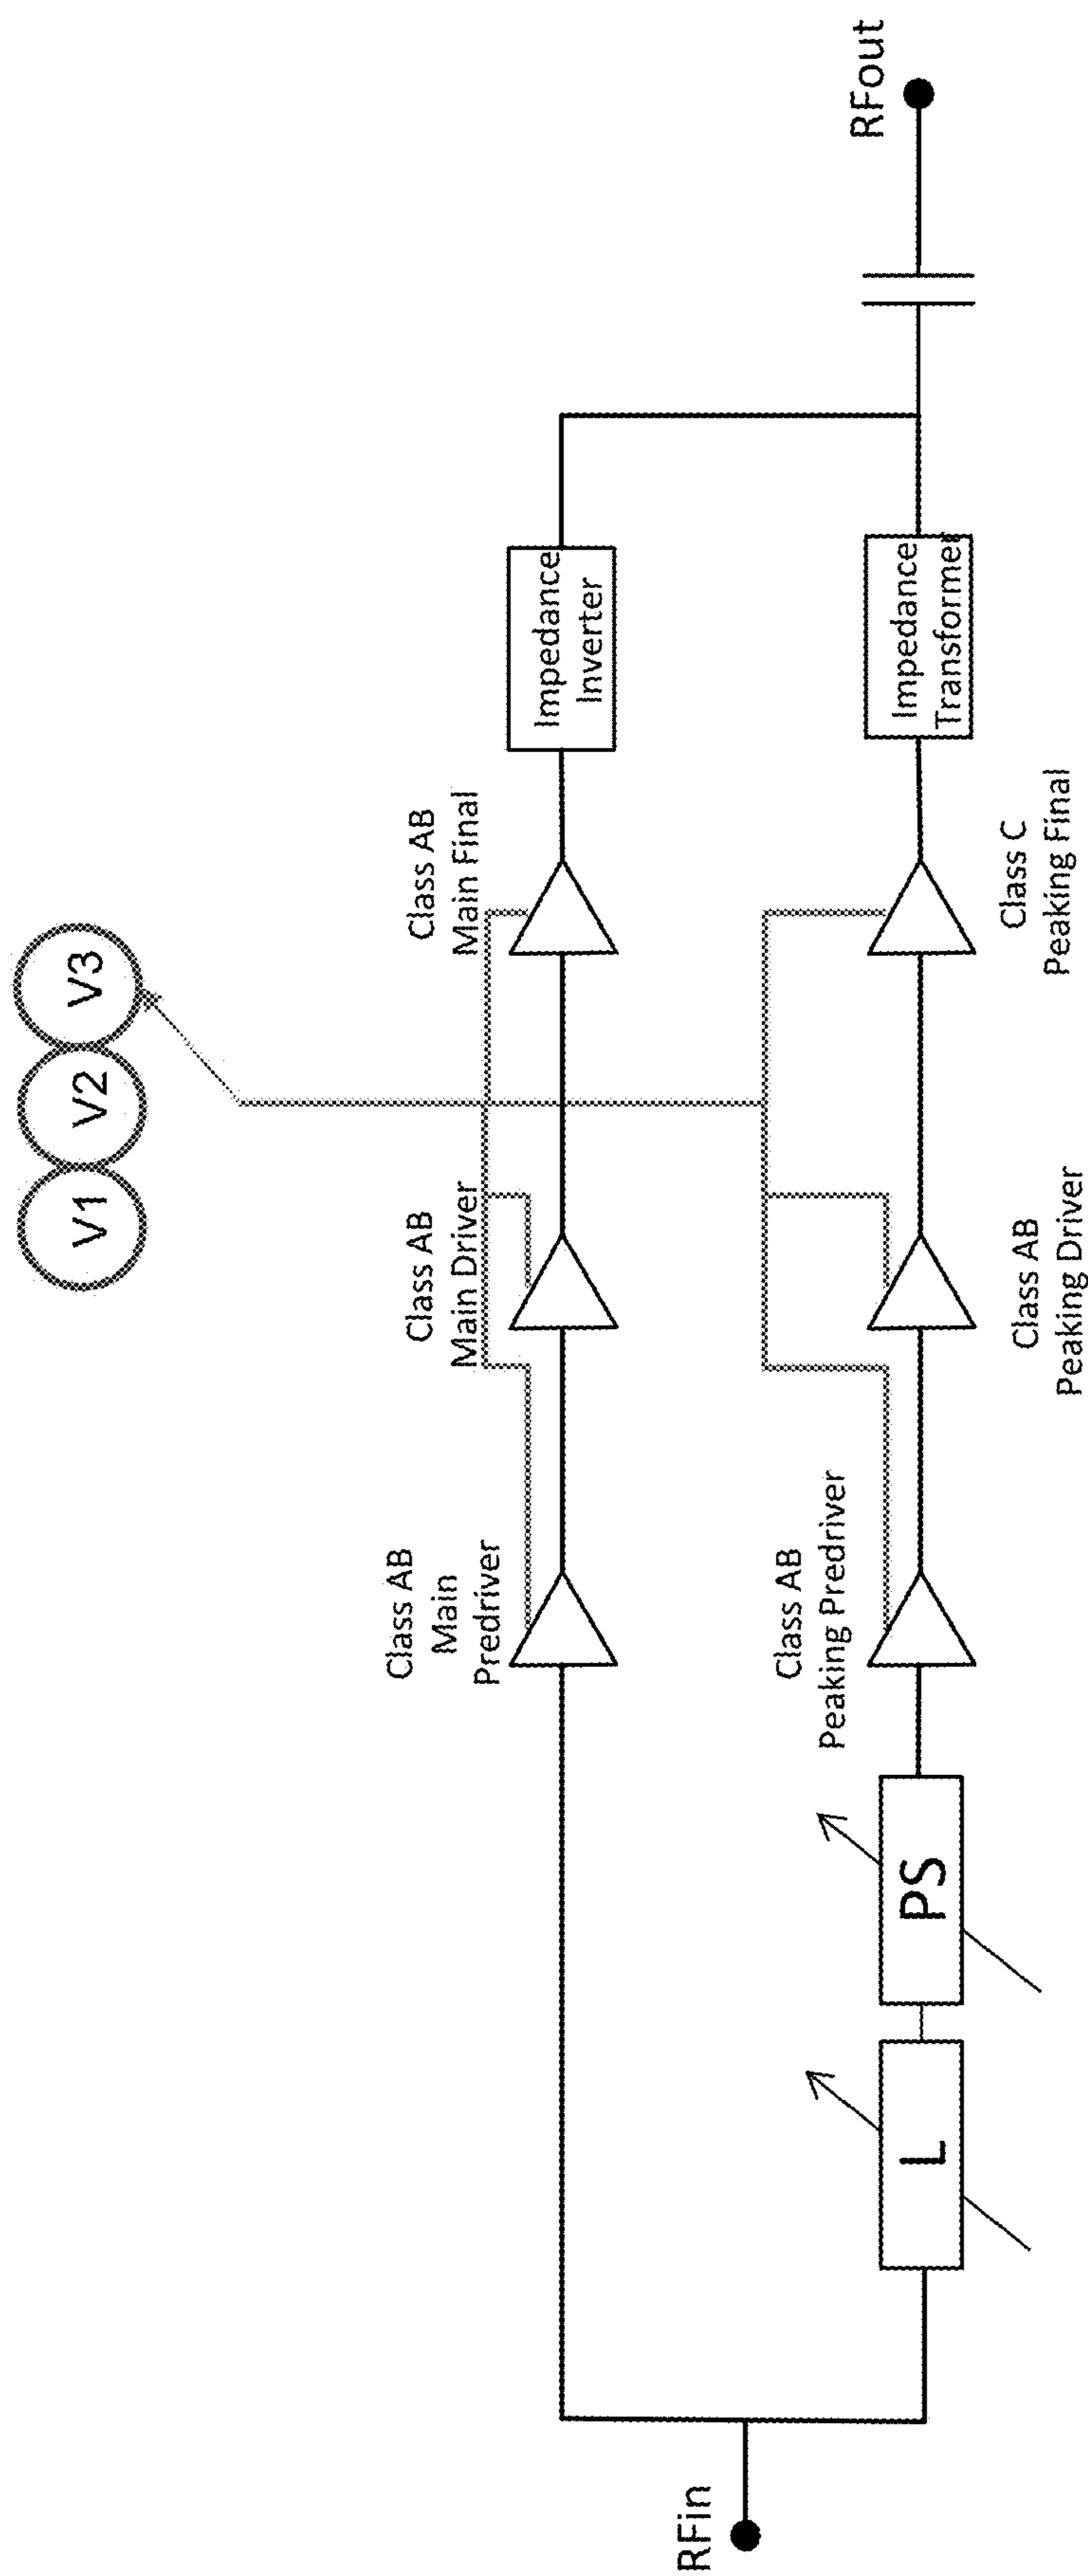 V1
V2
V3
Class AB
Main
Predriver
Class AB
Main Driver
Class AB
Main Final
Impedance
Inverter
RFin
L
PS
Class AB
Peaking Predriver
Class AB
Peaking Driver
Class C
Peaking Final
Impedance
Transformer
RFout